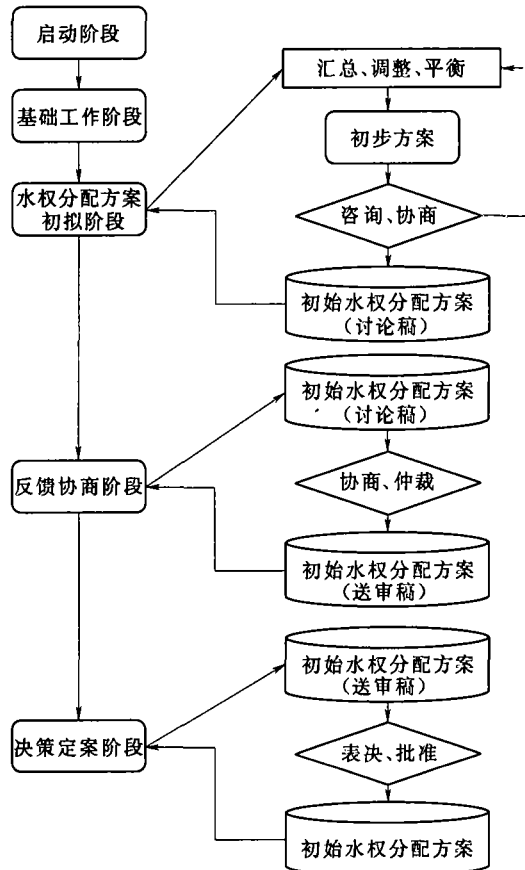 启动阶段
基础工作阶段
水权分配方案
初拟阶段
反馈协商阶段
决策定案阶段
汇总、调整、平衡
初步方案
咨询、协商
初始水权分配方案
(讨论稿)
初始水权分配方案
(讨论稿)
协商、仲裁
初始水权分配方案
(送审稿)
初始水权分配方案
(送审稿)
表决、批准
初始水权分配方案